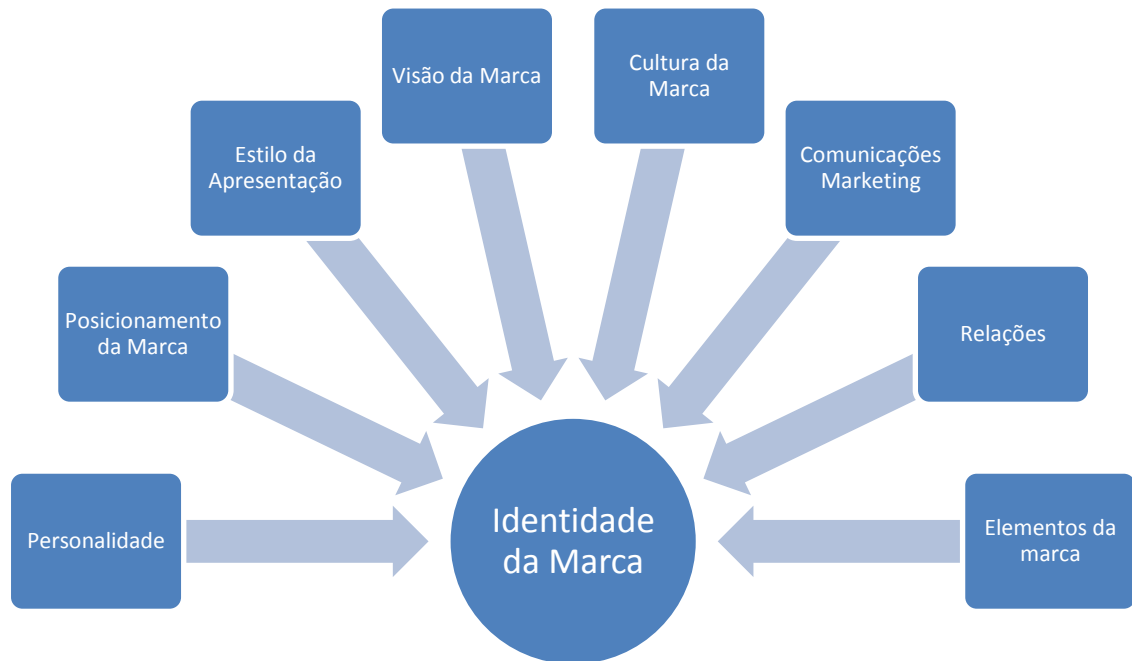 Visão da Marca
Cultura da
Marca
Estilo da
Apresentação
Comunicações
Marketing
Posicionamento
da Marca
Relações
Personalidade
Identidade
da Marca
Elementos da
marca